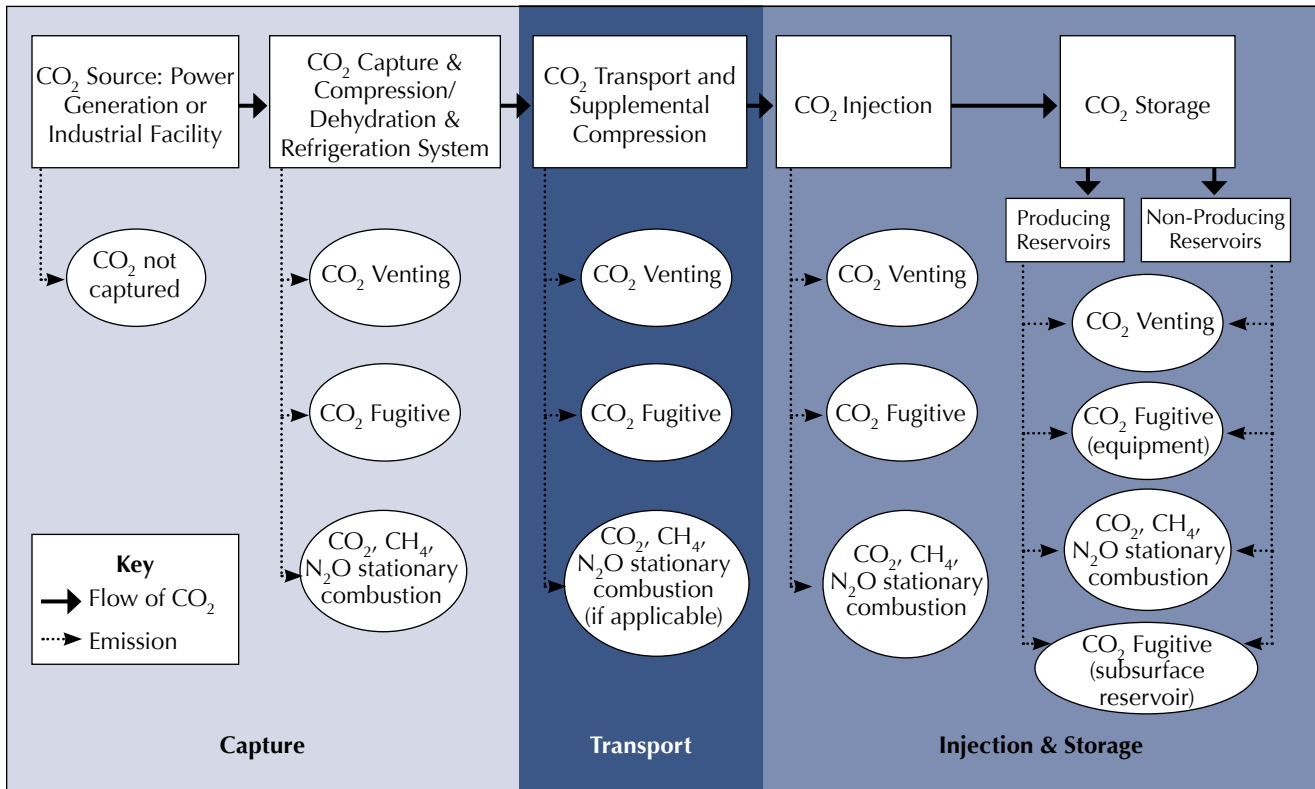 CO₂ Source: Power
Generation or
Industrial Facility
CO₂ Capture &
Compression/
Dehydration &
Refrigeration System
CO₂ Transport and
Supplemental
Compression
CO₂ Injection
CO₂ Storage
Producing
Reservoirs
Non-Producing
Reservoirs
CO₂ not
captured
CO₂ Venting
CO₂ Fugitive
CO₂, CH₄,
N₂O stationary
combustion
CO₂ Venting
CO₂ Fugitive
CO₂, CH₄,
N₂O stationary
combustion
(if applicable)
CO₂ Venting
CO₂ Fugitive
CO₂, CH₄,
N₂O stationary
combustion
CO₂ Venting
CO₂ Fugitive
(equipment)
CO₂, CH₄,
N₂O stationary
combustion
CO₂ Fugitive
(subsurface
reservoir)
Key
Flow of CO₂
Emission
Capture
Transport
Injection & Storage